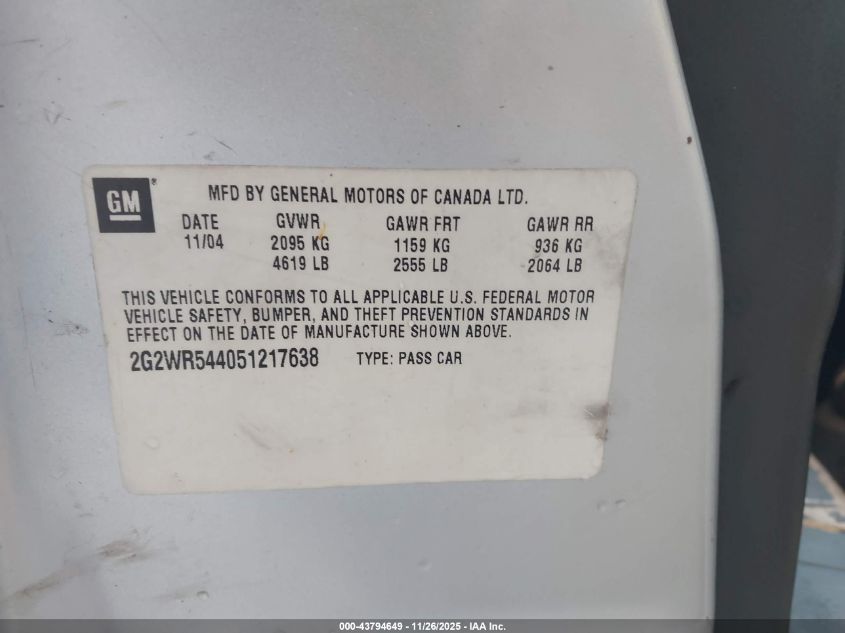 GM
MFD BY GENERAL MOTORS OF CANADA LTD.
DATE GVWR GAWR FRT GAWR RR
11/04 2095 KG 1159 KG 936 KG
4619 LB 2555 LB 2064 LB
THIS VEHICLE CONFORMS TO ALL APPLICABLE U.S. FEDERAL MOTOR
VEHICLE SAFETY, BUMPER, AND THEFT PREVENTION STANDARDS IN
EFFECT ON THE DATE OF MANUFACTURE SHOWN ABOVE.
2G2WR544051217638 TYPE: PASS CAR
000-43794649 - 11/26/2025 - IAA Inc.